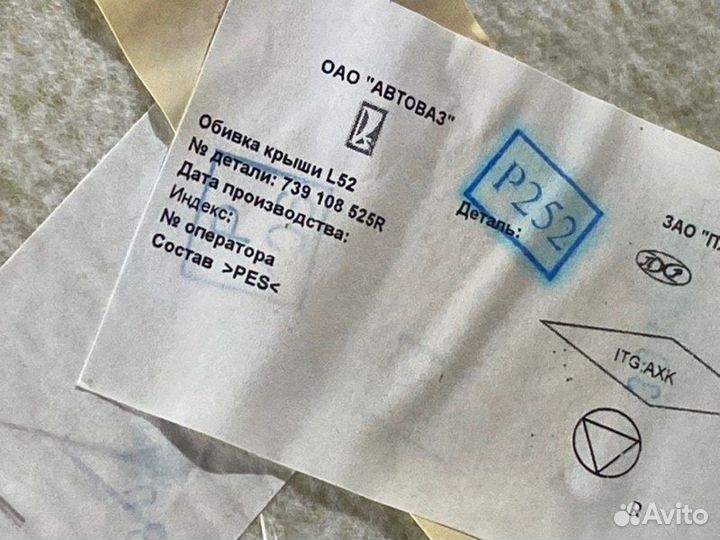 ОАО "АВТОВАЗ"
Обивка крыши L52
№ детали: 739 108 525R
Дата производства:
Индекс:
№ оператора
Состав >PES<
Деталь:
P252
ЗАО
ITG:AXK
Avito